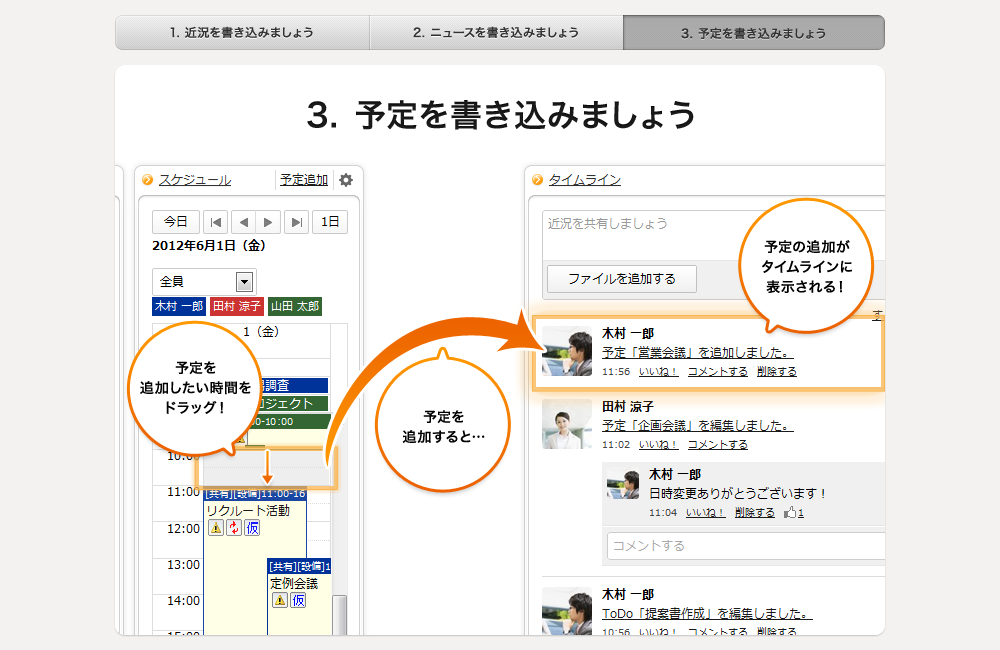 1. 近況を書き込みましょう
2. ニュースを書き込みましょう
3. 予定を書き込みましょう
3. 予定を書き込みましょう
スケジュール
予定追加
今日
1日
2012年6月1日（金）
全員
木村 一郎
田村 涼子
山田 太郎
1（金）
予定を
追加したい時間を
ドラッグ！
調査
ジェクト
00-10:00
10:00
11:00
[共有][設備]11:00-16
リクルート活動
仮
12:00
13:00
[共有][設備]1
定例会議
仮
14:00
15:00
予定を
追加すると…
タイムライン
近況を共有しましょう
ファイルを追加する
予定の追加が
タイムラインに
表示される！
す
木村 一郎
予定「営業会議」を追加しました。
11:56 いいね！ コメントする 削除する
田村 涼子
予定「企画会議」を編集しました。
11:02 いいね！ コメントする
木村 一郎
日時変更ありがとうございます！
11:04 いいね！ 削除する 1
コメントする
木村 一郎
ToDo「提案書作成」を編集しました。
10:56 いいね！ コメントする 削除する